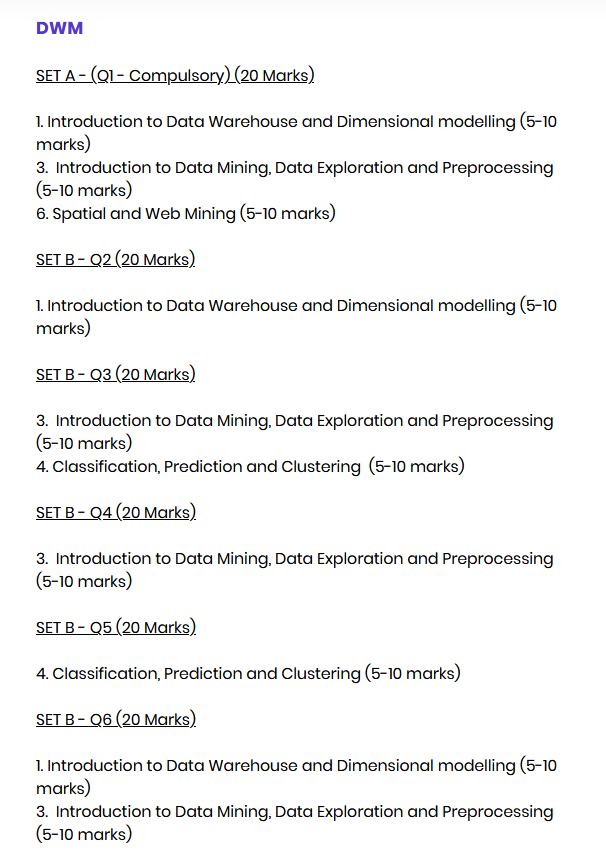 DWM
SET A - (Q1 - Compulsory) (20 Marks)
1. Introduction to Data Warehouse and Dimensional modelling (5-10
marks)
3.  Introduction to Data Mining, Data Exploration and Preprocessing
(5-10 marks)
6. Spatial and Web Mining (5-10 marks)
SET B - Q2 (20 Marks)
1. Introduction to Data Warehouse and Dimensional modelling (5-10
marks)
SET B - Q3 (20 Marks)
3.  Introduction to Data Mining, Data Exploration and Preprocessing
(5-10 marks)
4. Classification, Prediction and Clustering  (5-10 marks)
SET B - Q4 (20 Marks)
3.  Introduction to Data Mining, Data Exploration and Preprocessing
(5-10 marks)
SET B - Q5 (20 Marks)
4. Classification, Prediction and Clustering (5-10 marks)
SET B - Q6 (20 Marks)
1. Introduction to Data Warehouse and Dimensional modelling (5-10
marks)
3.  Introduction to Data Mining, Data Exploration and Preprocessing
(5-10 marks)